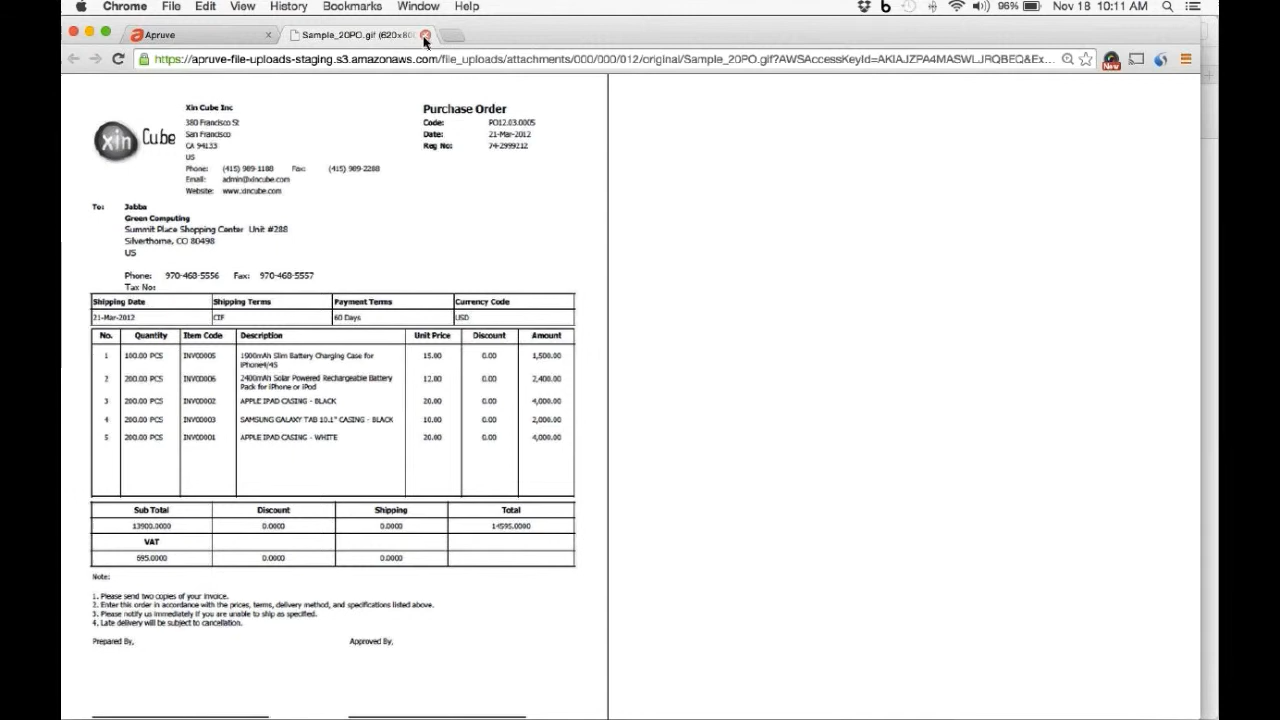 Chrome File Edit View History Bookmarks Window Help 96% Nov 18 10:11 AM
Apruve Sample_20PO.gif (620x80
https://apruve-file-uploads-staging.s3.amazonaws.com/file_uploads/attachments/000/000/012/original/Sample_20PO.gif?AWSAccessKeyId=AKIAJZPA4MASWLJRQBEQ&Ex...
New
xin Cube
Xin Cube Inc
380 Francisco St
San Francisco
CA 94133
US
Phone: (415) 989-1188 Fax: (415) 989-2288
Email: admin@xincube.com
Website: www.xincube.com
Purchase Order
Code: PO12.03.0005
Date: 21-Mar-2012
Reg No: 74-2999212
To: Jabba
Green Computing
Summit Place Shopping Center Unit #288
Silverthorne, CO 80498
US
Phone: 970-468-5556 Fax: 970-468-5557
Tax No:
Shipping Date Shipping Terms Payment Terms Currency Code
21-Mar-2012 CIF 60 Days USD
No. Quantity Item Code Description Unit Price Discount Amount
1 100.00 PCS INV00005 1900mAh Slim Battery Charging Case for 15.00 0.00 1,500.00
iPhone4/4S
2 200.00 PCS INV00006 2400mAh Solar Powered Rechargeable Battery 12.00 0.00 2,400.00
Pack for iPhone or iPod
3 200.00 PCS INV00002 APPLE IPAD CASING - BLACK 20.00 0.00 4,000.00
4 200.00 PCS INV00003 SAMSUNG GALAXY TAB 10.1" CASING - BLACK 10.00 0.00 2,000.00
5 200.00 PCS INV00001 APPLE IPAD CASING - WHITE 20.00 0.00 4,000.00
Sub Total Discount Shipping Total
13900.0000 0.0000 0.0000 14595.0000
VAT
695.0000 0.0000 0.0000
Note:
1. Please send two copies of your invoice.
2. Enter this order in accordance with the prices, terms, delivery method, and specifications listed above.
3. Please notify us immediately if you are unable to ship as specified.
4. Late delivery will be subject to cancellation.
Prepared By, Approved By,